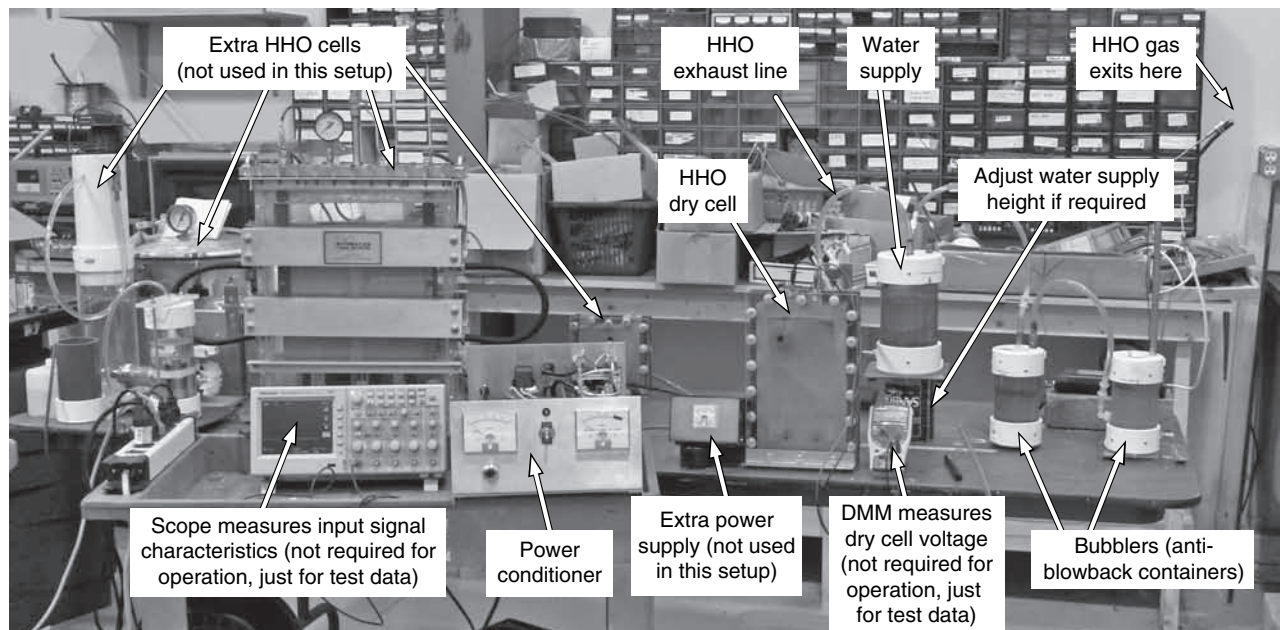 Extra HHO cells
(not used in this setup)
HHO
exhaust line
Water
supply
HHO gas
exits here
HHO
dry cell
Adjust water supply
height if required
Scope measures input signal
characteristics (not required for
operation, just for test data)
Power
conditioner
Extra power
supply (not used
in this setup)
DMM measures
dry cell voltage
(not required for
operation, just
for test data)
Bubblers (anti-
blowback containers)